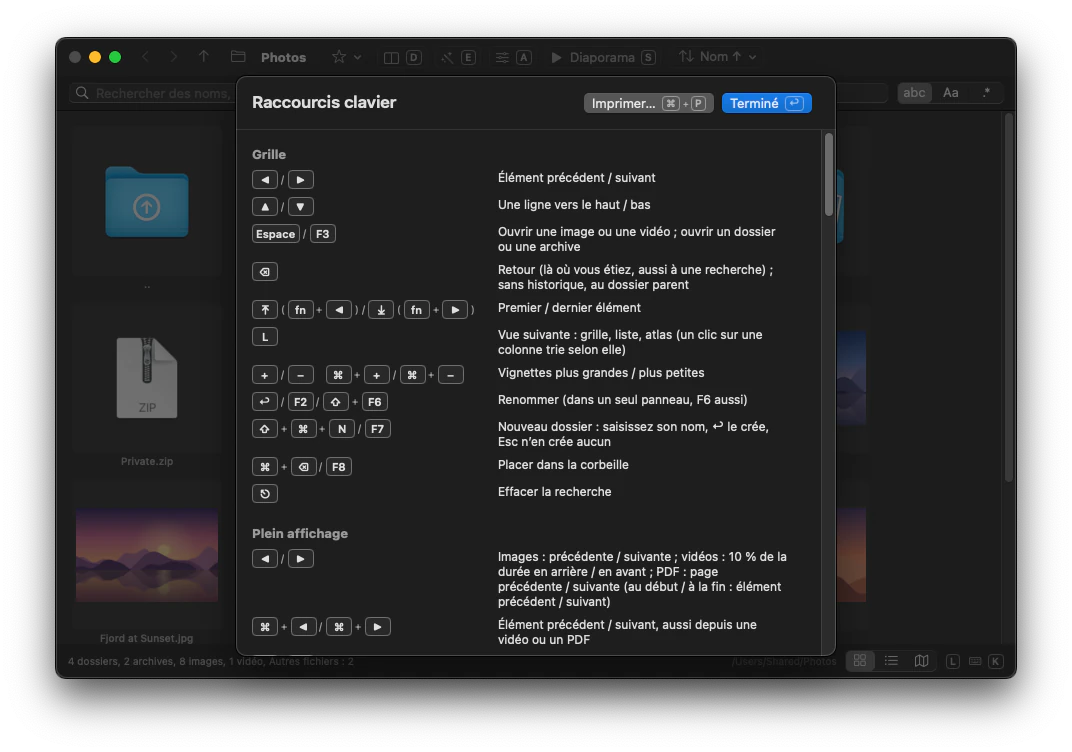 Photos
D
E
A
Diaporama S
Nom
Rechercher des noms,
abc Aa .*
Raccourcis clavier
Imprimer... ⌘ + P
Terminé ↩
Grille
◀ / ▶ Élément précédent / suivant
▲ / ▼ Une ligne vers le haut / bas
Espace / F3 Ouvrir une image ou une vidéo ; ouvrir un dossier
ou une archive
⌫ Retour (là où vous étiez, aussi à une recherche) ;
sans historique, au dossier parent
⤒ ( fn + ◀ ) / ⤓ ( fn + ▶ ) Premier / dernier élément
L Vue suivante : grille, liste, atlas (un clic sur une
colonne trie selon elle)
+ / − ⌘ + + / ⌘ + − Vignettes plus grandes / plus petites
↩ / F2 / ⇧ + F6 Renommer (dans un seul panneau, F6 aussi)
⇧ + ⌘ + N / F7 Nouveau dossier : saisissez son nom, ↩ le crée,
Esc n’en crée aucun
⌘ + ⌫ / F8 Placer dans la corbeille
⎋ Effacer la recherche
Plein affichage
◀ / ▶ Images : précédente / suivante ; vidéos : 10 % de la
durée en arrière / en avant ; PDF : page
précédente / suivante (au début / à la fin : élément
précédent / suivant)
⌘ + ◀ / ⌘ + ▶ Élément précédent / suivant, aussi depuis une
vidéo ou un PDF
..
ZIP
Private.zip
Fjord at Sunset.jpg
4 dossiers, 2 archives, 8 images, 1 vidéo, Autres fichiers : 2
/Users/Shared/Photos
L K